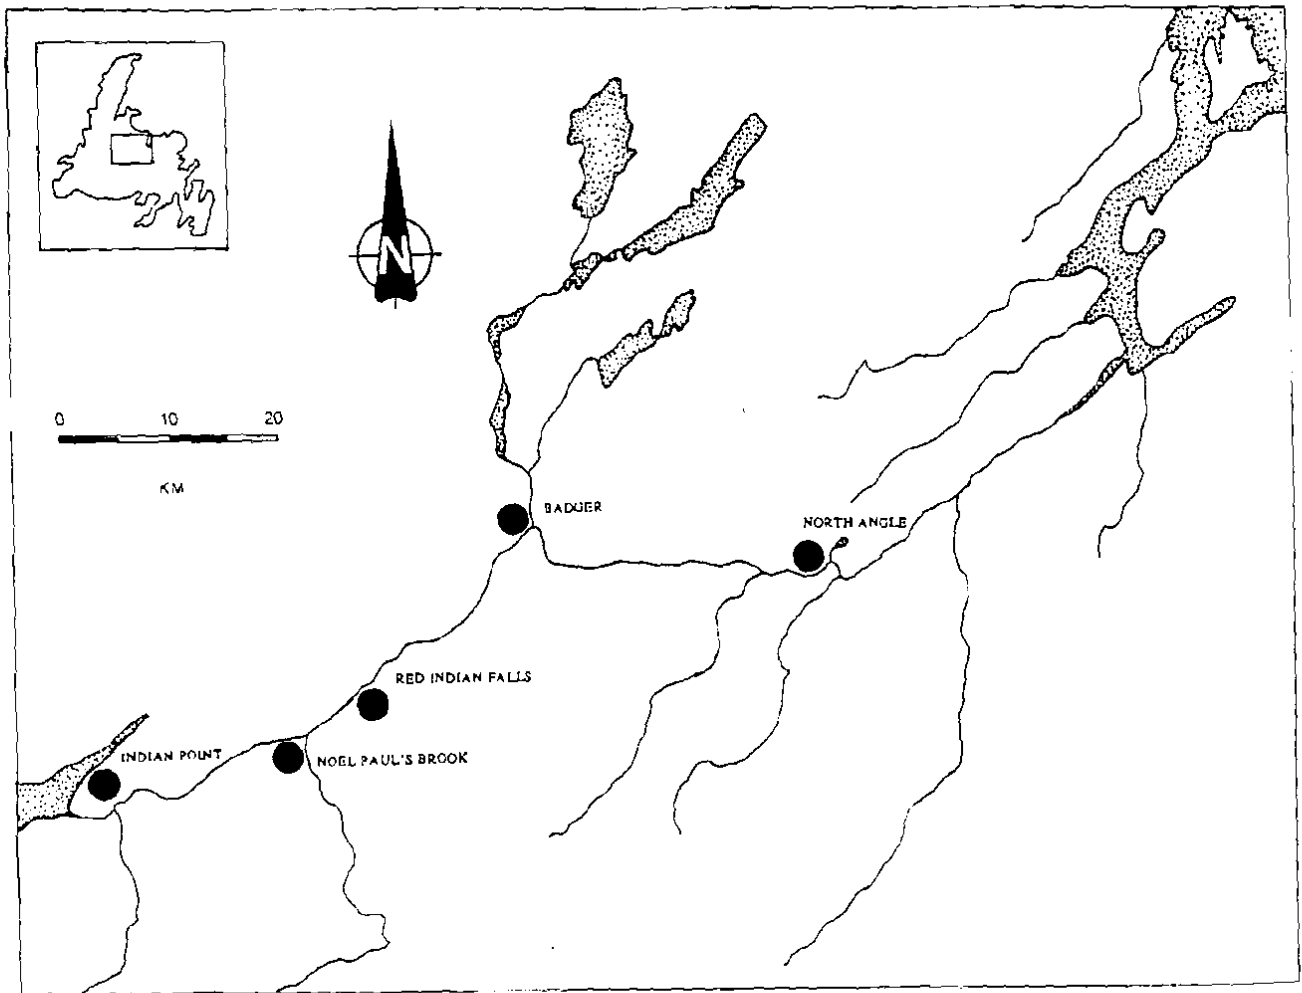 N
0 10 20
KM
BADGER
NORTH ANGLE
RED INDIAN FALLS
INDIAN POINT
NOEL PAUL'S BROOK